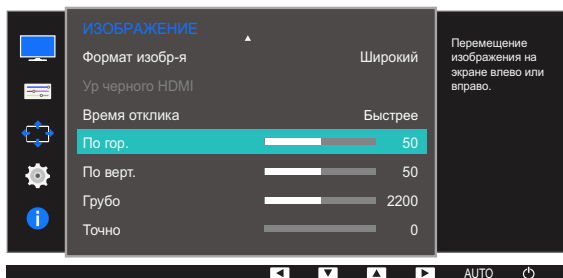 ИЗОБРАЖЕНИЕ
Формат изобр-я Широкий
Ур черного HDMI
Время отклика Быстрее
По гор. 50
По верт. 50
Грубо 2200
Точно 0
Перемещение
изображения на
экране влево или
вправо.
AUTO